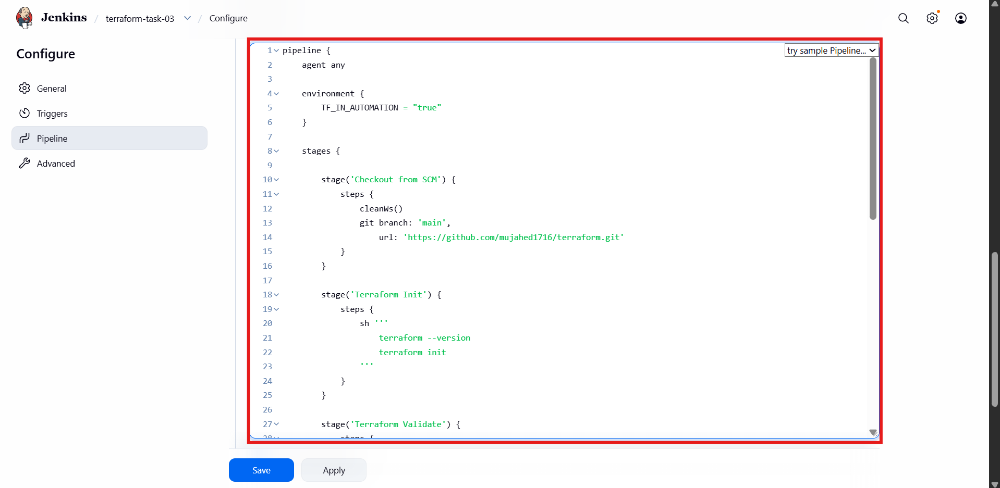 Jenkins / terraform-task-03 / Configure
Configure
General
Triggers
Pipeline
Advanced
try sample Pipeline...
1 pipeline {
2     agent any
3
4     environment {
5         TF_IN_AUTOMATION = "true"
6     }
7
8     stages {
9
10         stage('Checkout from SCM') {
11             steps {
12                 cleanWs()
13                 git branch: 'main',
14                     url: 'https://github.com/mujahed1716/terraform.git'
15             }
16         }
17
18         stage('Terraform Init') {
19             steps {
20                 sh '''
21                     terraform --version
22                     terraform init
23                 '''
24             }
25         }
26
27         stage('Terraform Validate') {
28             steps {
Save
Apply